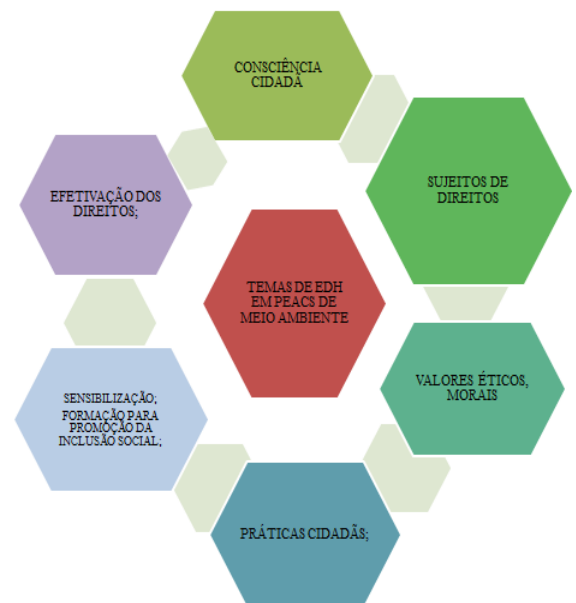 CONSCIÊNCIA
CIDADÃ
SUJEITOS DE
DIREITOS
VALORES ÉTICOS,
MORAIS
PRÁTICAS CIDADÃS;
SENSIBILIZAÇÃO;
FORMAÇÃO PARA
PROMOÇÃO DA
INCLUSÃO SOCIAL;
EFETIVAÇÃO DOS
DIREITOS;
TEMAS DE EDH
EM PEACS DE
MEIO AMBIENTE